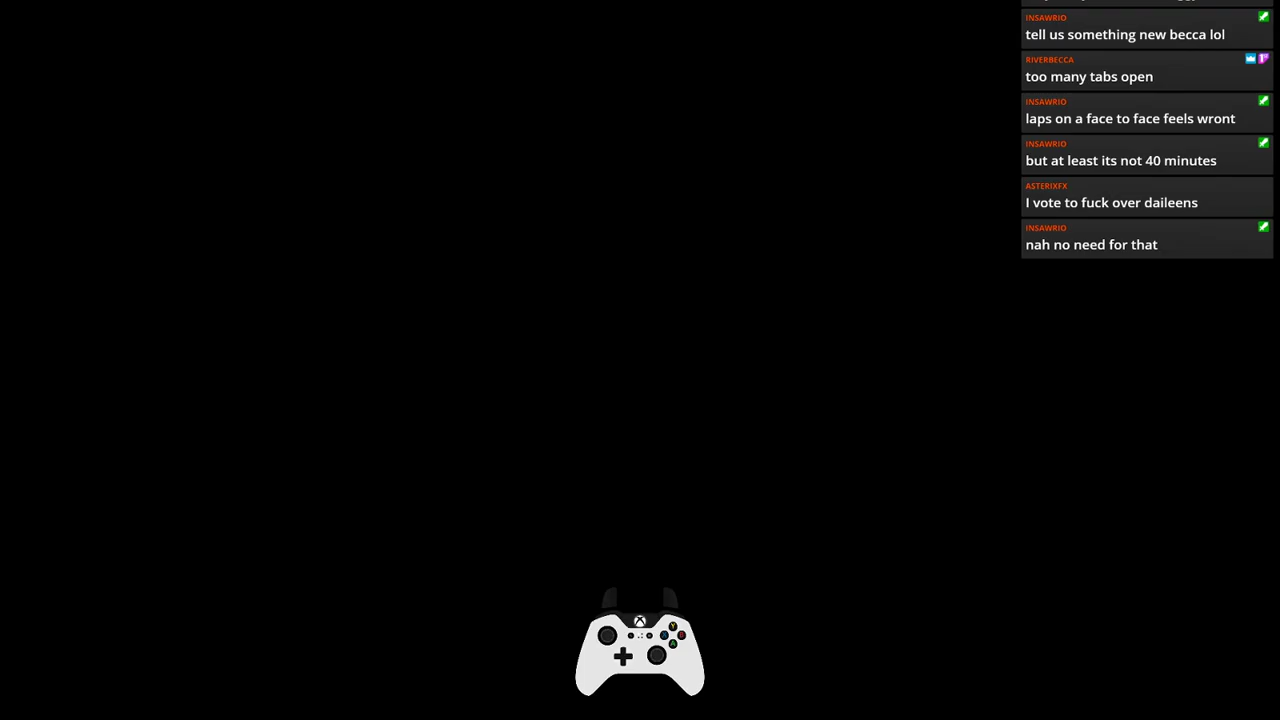 INSAWRIO
tell us something new becca lol
RIVERBECCA
too many tabs open
INSAWRIO
laps on a face to face feels wront
INSAWRIO
but at least its not 40 minutes
ASTERIXFX
I vote to fuck over daileens
INSAWRIO
nah no need for that
Y
X
B
A